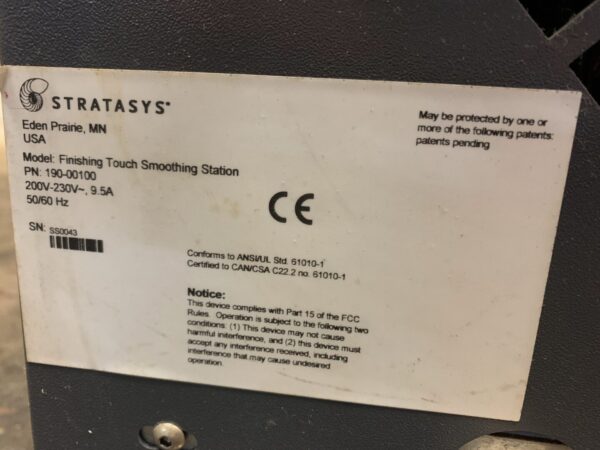 STRATASYS®
Eden Prairie, MN
USA
Model: Finishing Touch Smoothing Station
PN: 190-00100
200V-230V~, 9.5A
50/60 Hz
SN: SS0043
May be protected by one or
more of the following patents:
patents pending
CE
Conforms to ANSI/UL Std. 61010-1
Certified to CAN/CSA C22.2 no. 61010-1
Notice:
This device complies with Part 15 of the FCC
Rules. Operation is subject to the following two
conditions: (1) This device may not cause
harmful interference, and (2) this device must
accept any interference received, including
interference that may cause undesired
operation.